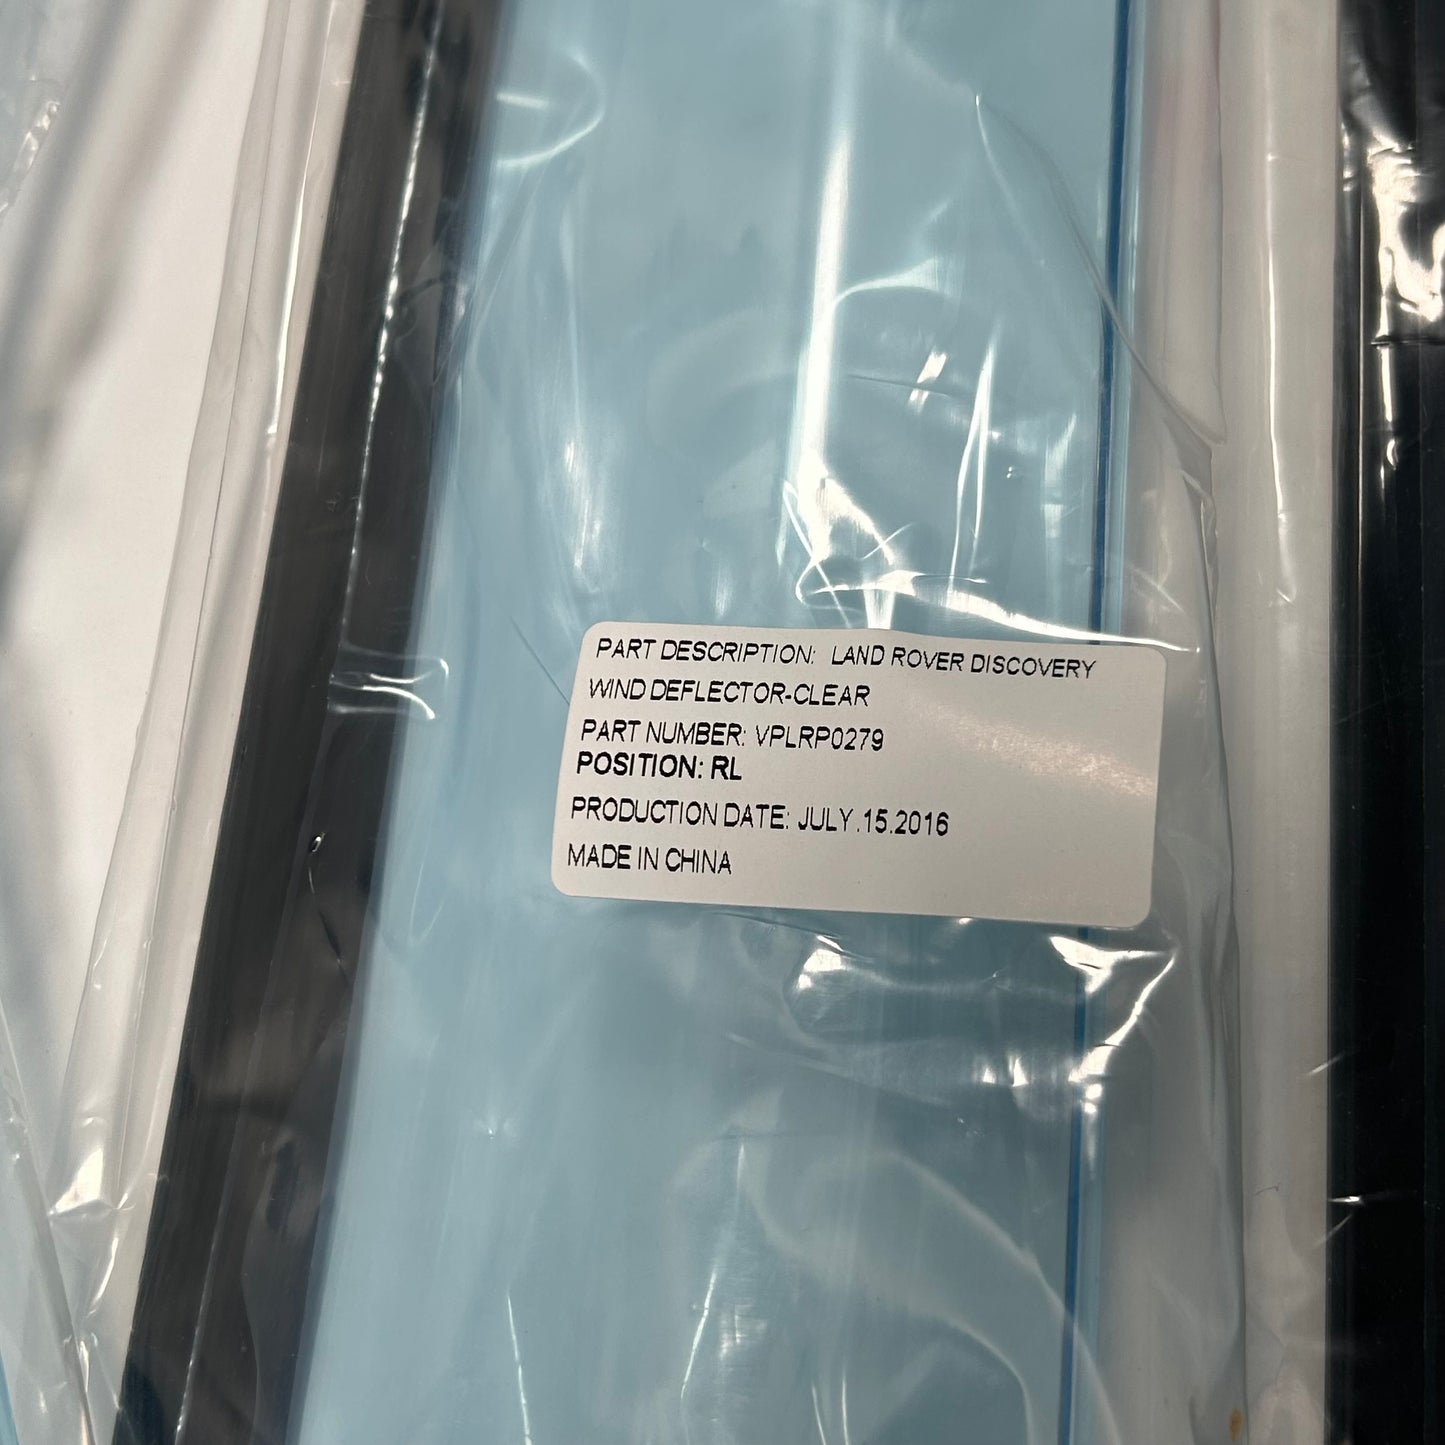 PART DESCRIPTION: LAND ROVER DISCOVERY
WIND DEFLECTOR-CLEAR
PART NUMBER: VPLRP0279
POSITION: RL
PRODUCTION DATE: JULY.15.2016
MADE IN CHINA